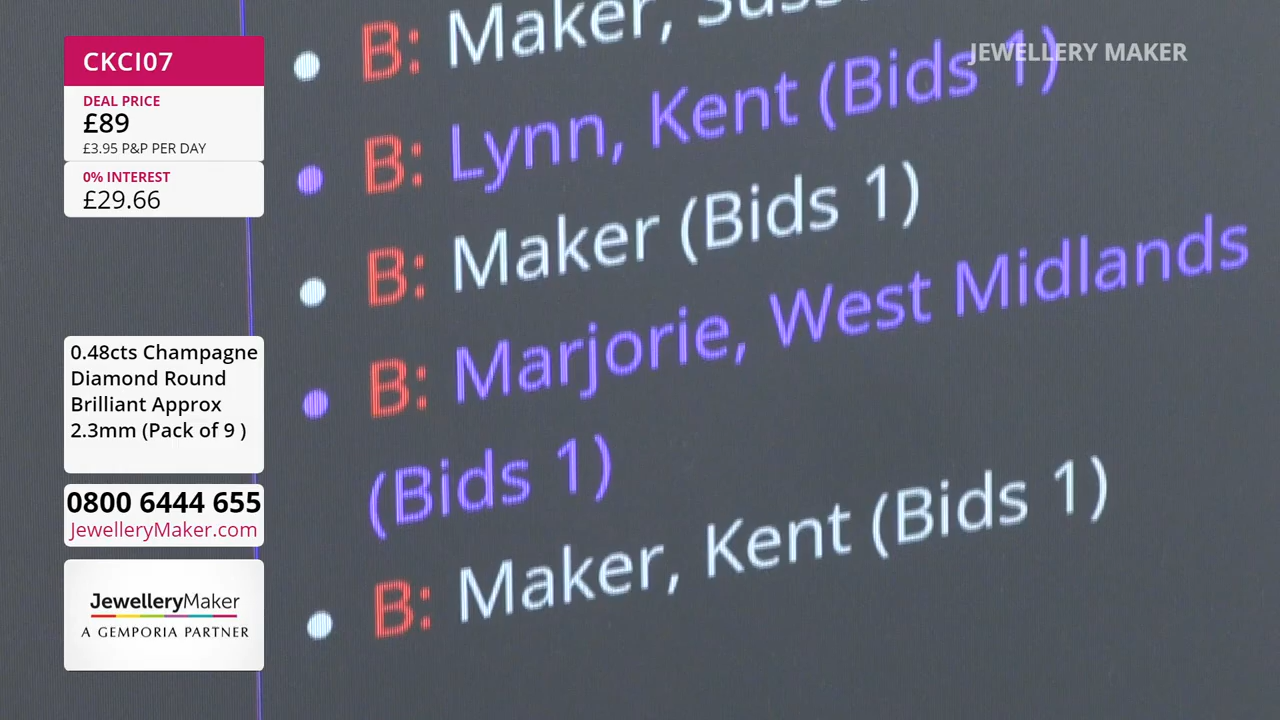 CKCI07
DEAL PRICE
£89
£3.95 P&P PER DAY
0% INTEREST
£29.66
0.48cts Champagne
Diamond Round
Brilliant Approx
2.3mm (Pack of 9 )
0800 6444 655
JewelleryMaker.com
JewelleryMaker
A GEMPORIA PARTNER
JEWELLERY MAKER
B: Maker,
B: Lynn, Kent (Bids 1)
B: Maker (Bids 1)
B: Marjorie, West Midlands
(Bids 1)
B: Maker, Kent (Bids 1)